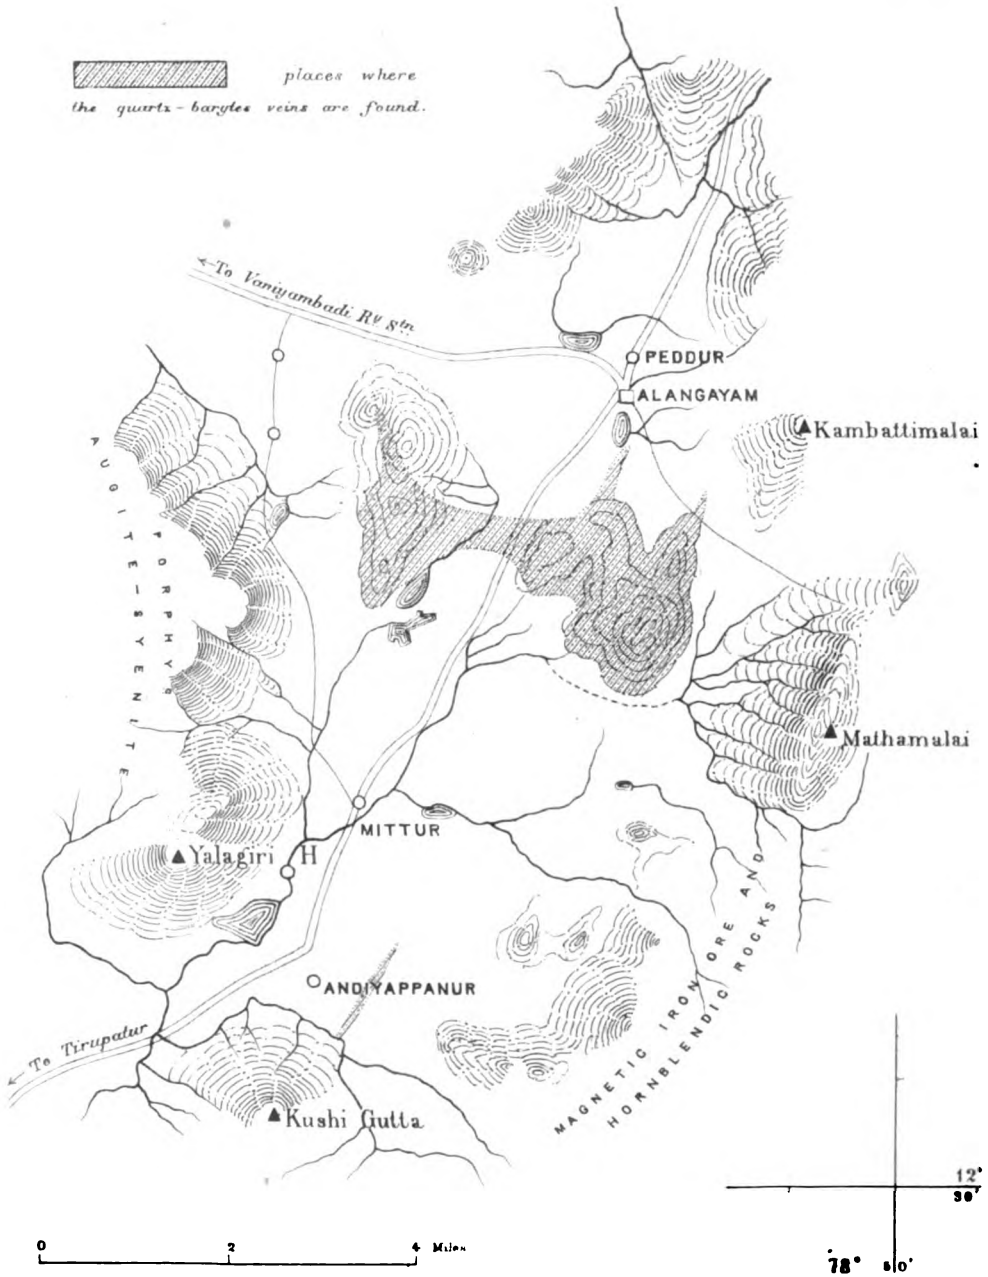 places where
the quartz-barytes veins are found.
←To Vaniyambadi Ry Stn
PEDDUR
ALANGAYAM
Kambattimalai
AUGITE-SYENITE
PORPHYG
Mathamalai
MITTUR
Yalagiri H
MAGNETIC IRON ORE AND
HORNBLENDIC ROCKS
ANDIYAPPANUR
←To Tirupatur
Kushi Gutta
12°
30'
0 2 4 Miles
78° 50'